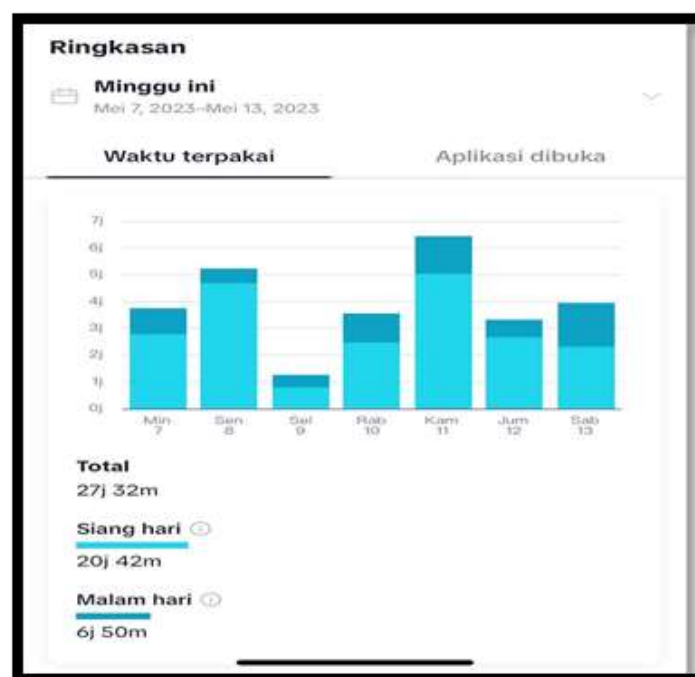 Ringkasan
Minggu ini
Mei 7, 2023–Mei 13, 2023
Waktu terpakai
Aplikasi dibuka
7j
6j
5j
4j
3j
2j
1j
0j
Min Sen Sel Rab Kam Jum Sab
7 8 9 10 11 12 13
Total
27j 32m
Siang hari
20j 42m
Malam hari
6j 50m